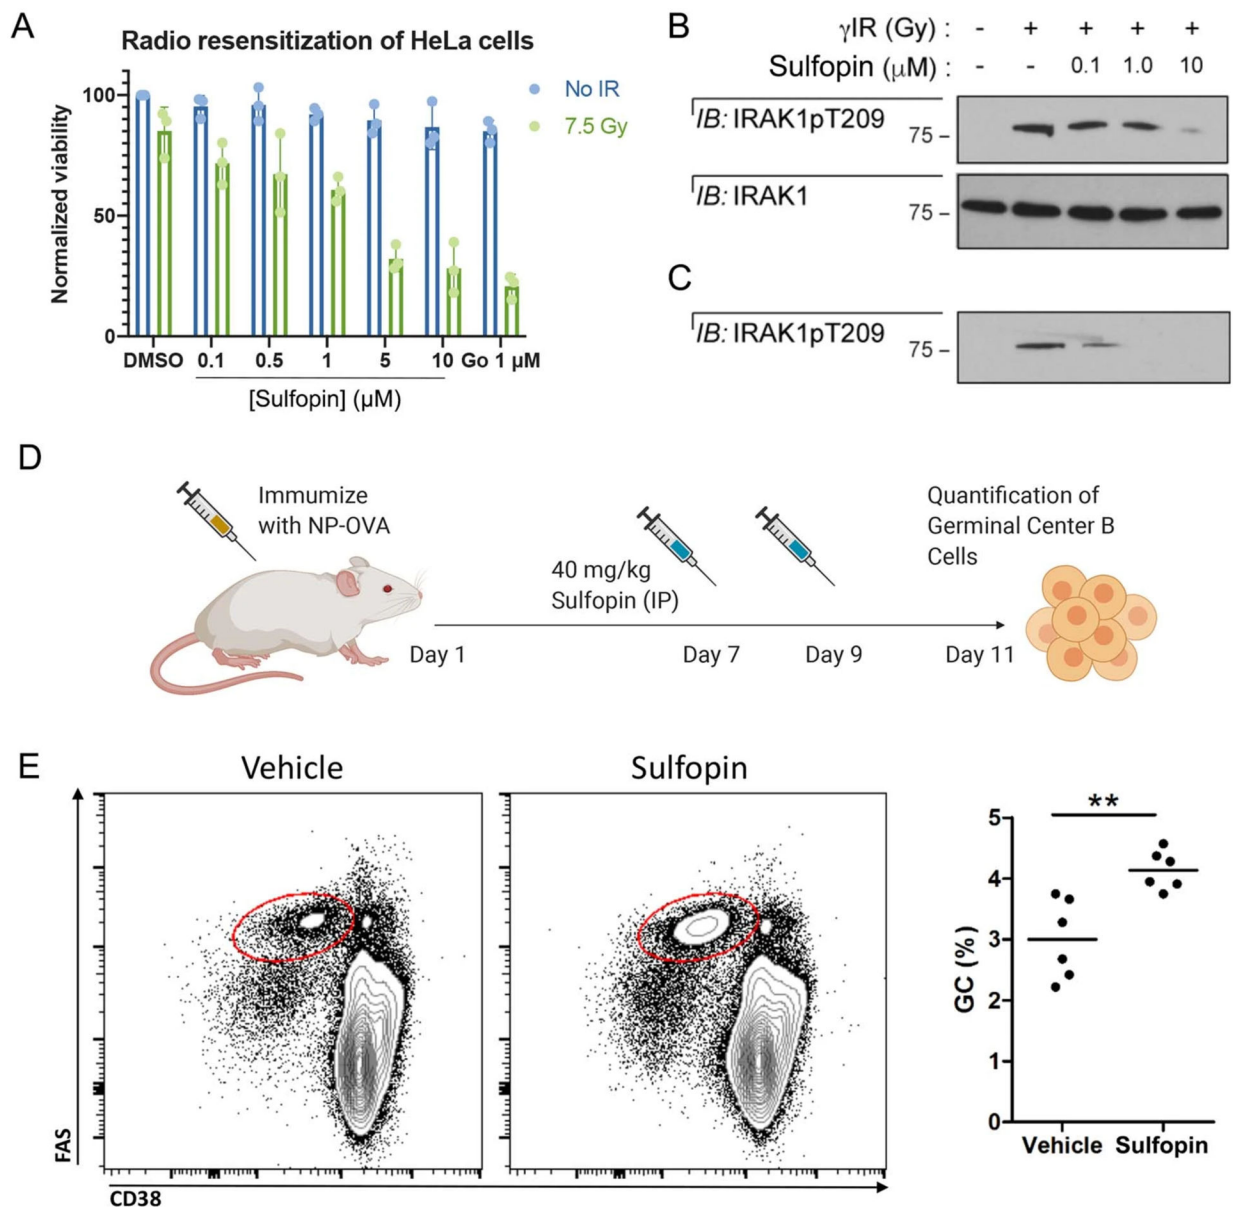 A
Radio resensitization of HeLa cells
Normalized viability
100
50
0
No IR
7.5 Gy
DMSO 0.1 0.5 1 5 10 Go 1 µM
[Sulfopin] (µM)
B
γIR (Gy) : - + + + +
Sulfopin (µM) : - - 0.1 1.0 10
IB: IRAK1pT209
75
IB: IRAK1
75
C
IB: IRAK1pT209
75
D
Immumize
with NP-OVA
40 mg/kg
Sulfopin (IP)
Quantification of
Germinal Center B
Cells
Day 1 Day 7 Day 9 Day 11
E
Vehicle
Sulfopin
FAS
CD38
**
GC (%)
5
4
3
2
1
0
Vehicle Sulfopin